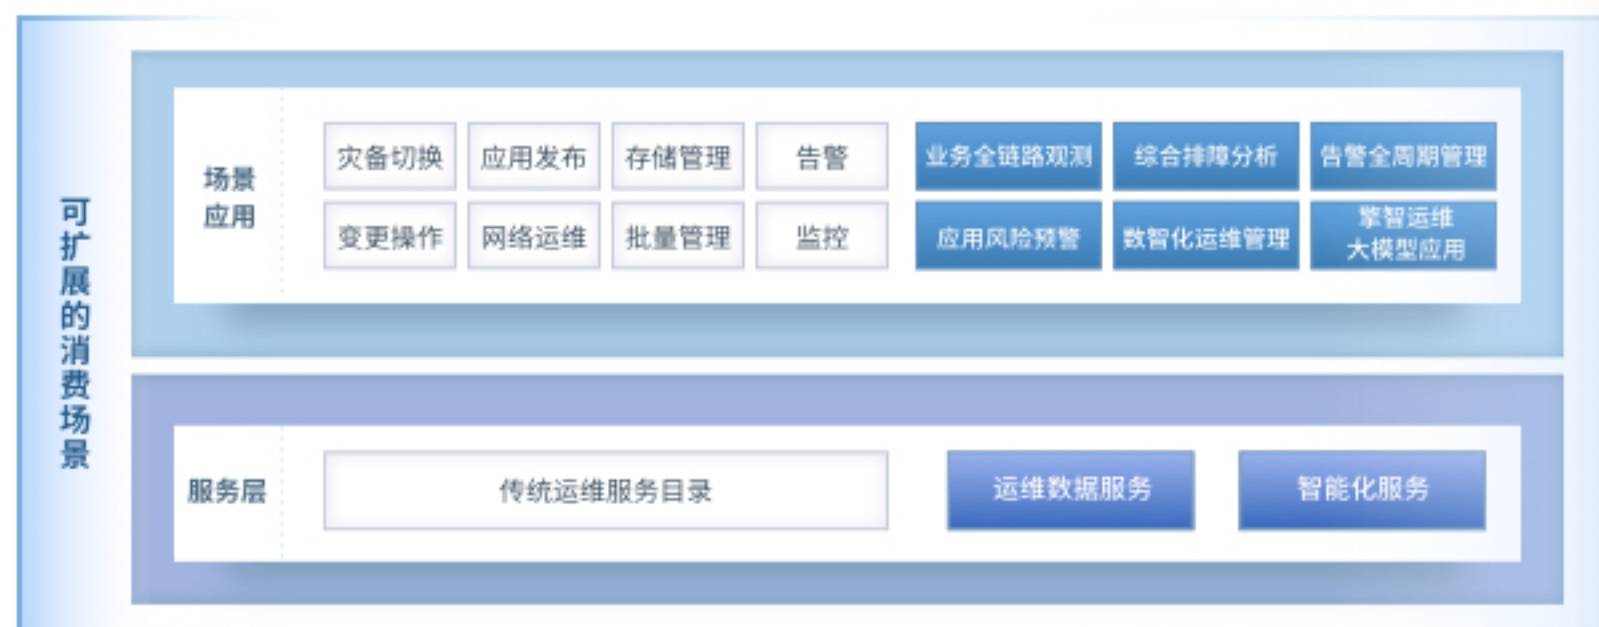 可扩展的消费场景
场景
应用
灾备切换
应用发布
存储管理
告警
业务全链路观测
综合排障分析
告警全周期管理
变更操作
网络运维
批量管理
监控
应用风险预警
数智化运维管理
擎智运维
大模型应用
服务层
传统运维服务目录
运维数据服务
智能化服务